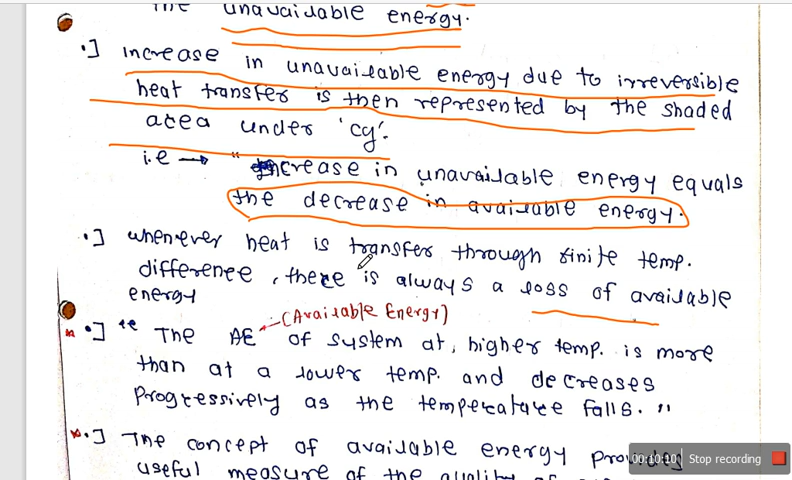 The unavailable energy.
•] increase in unavailable energy due to irreversible
heat transfer is then represented by the shaded
area under 'cg'.
i.e → " increase in unavailable energy equals
the decrease in available energy.
•] whenever heat is transfer through finite temp.
difference, there is always a loss of available
energy
(Available Energy)
•] "The AE of system at, higher temp. is more
than at a lower temp. and decreases
progressively as the temperature falls. "
•] The concept of available energy provides
useful measure of the quality of
00:10:10 Stop recording